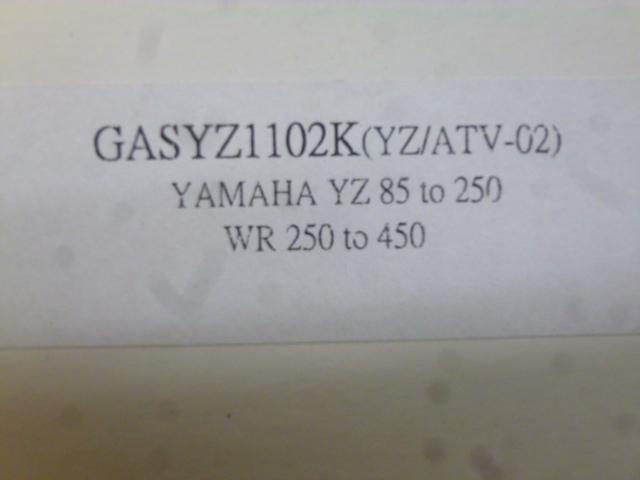 GASYZ1102K(YZ/ATV-02)
YAMAHA YZ 85 to 250
WR 250 to 450